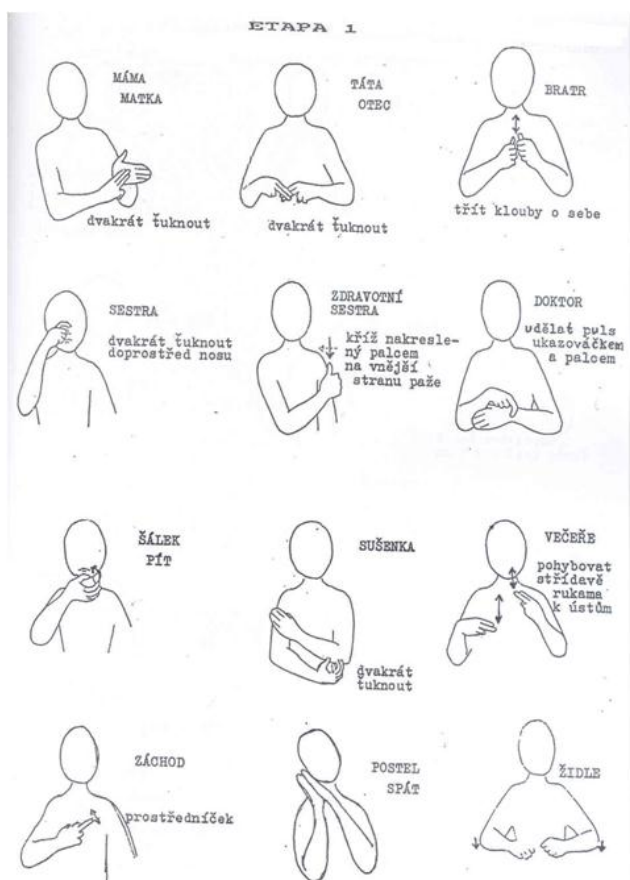 ETAPA 1
MÁMA
MATKA
dvakrát ťuknout
TÁTA
OTEC
dvakrát ťuknout
BRATR
třít klouby o sebe
SESTRA
dvakrát ťuknout
doprostřed nosu
ZDRAVOTNÍ
SESTRA
kříž nakresle-
ný palcem
na vnější
stranu paže
DOKTOR
udělat puls
ukazováčkem
a palcem
ŠÁLEK
PÍT
SUŠENKA
dvakrát
tuknout
VEČEŘE
pohybovat
střídavě
rukama
k ústům
ZÁCHOD
prostředníček
POSTEL
SPÁT
ŽIDLE